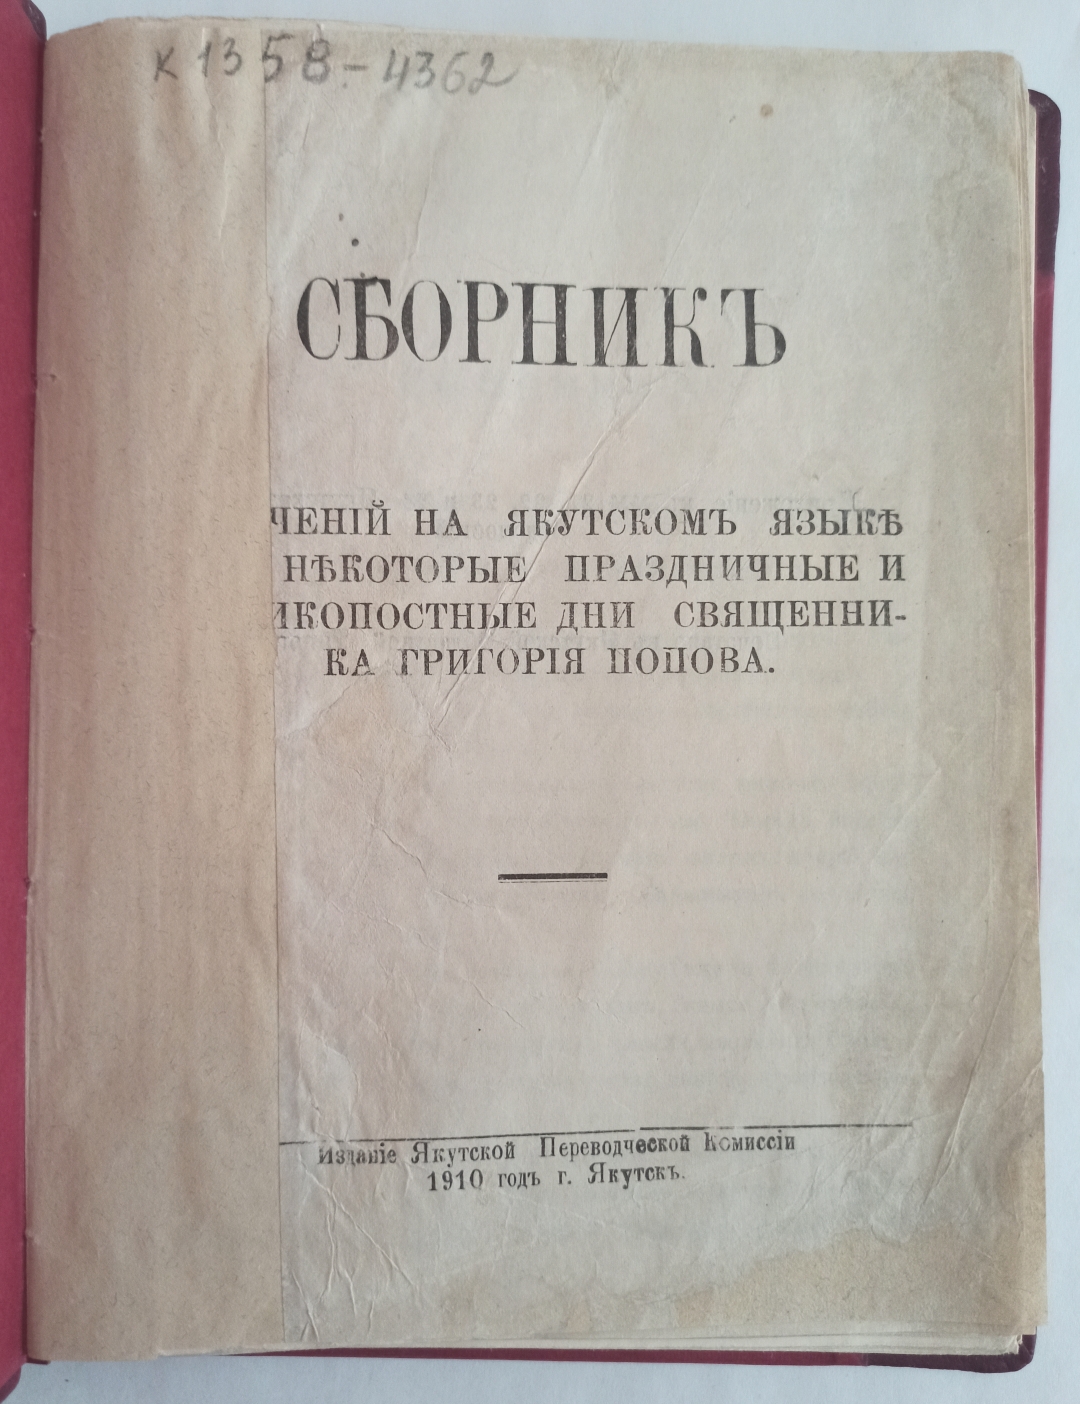 К 1358-4362
СБОРНИКЪ
ЧЕНІЙ НА ЯКУТСКОМЪ ЯЗЫКѢ
НѢКОТОРЫЕ ПРАЗДНИЧНЫЕ И
ИКОПОСТНЫЕ ДНИ СВЯЩЕННИ-
КА ГРИГОРІЯ ПОПОВА.
Изданіе Якутской Переводческой Комиссіи
1910 годъ г. Якутскъ.